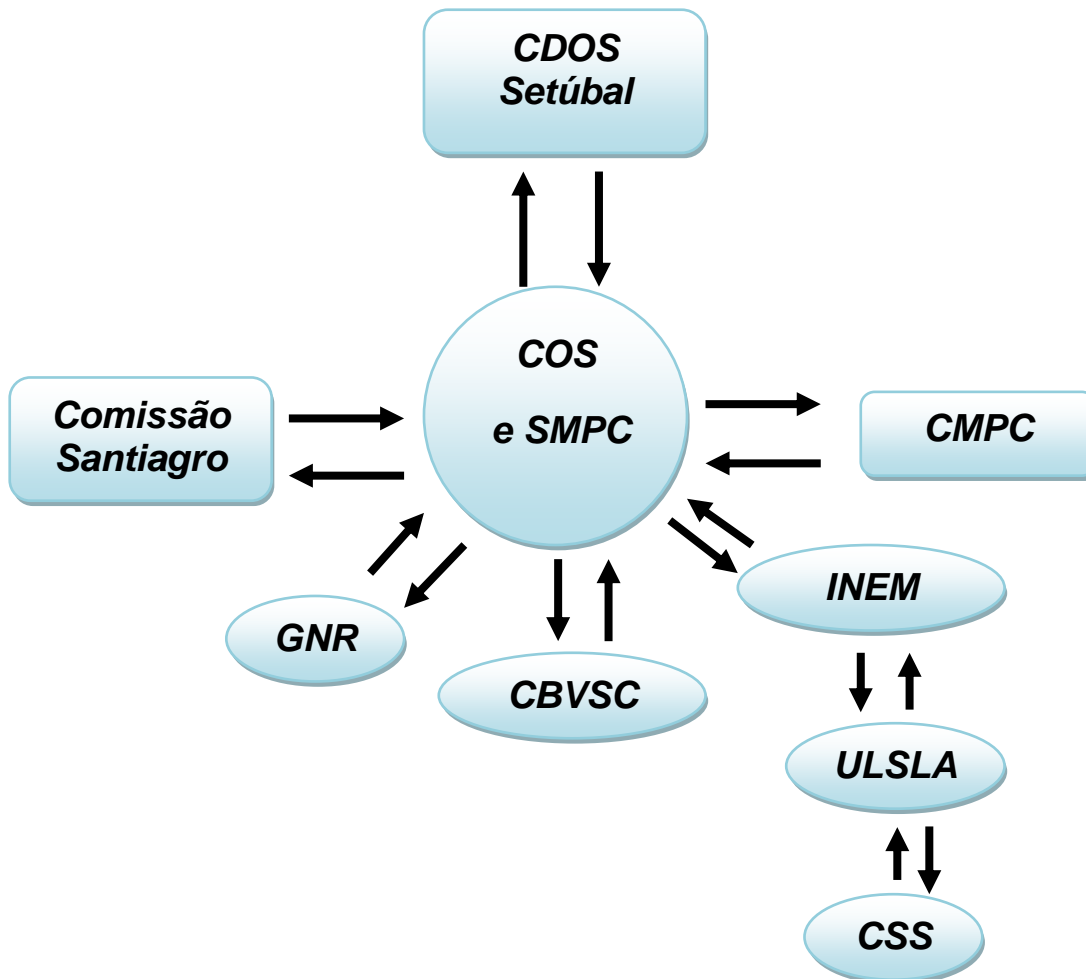 CDOS
Setúbal
COS
e SMPC
Comissão
Santiagro
CMPC
INEM
GNR
CBVSC
ULSLA
CSS